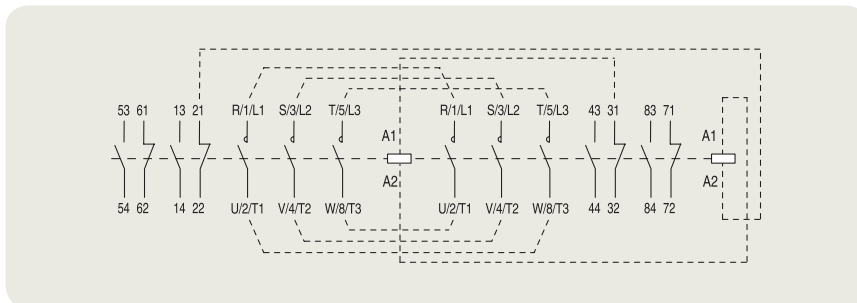 53 61 13 21 R/1/L1 S/3/L2 T/5/L3 R/1/L1 S/3/L2 T/5/L3 43 31 83 71
A1 A1
A2 A2
54 62 14 22 U/2/T1 V/4/T2 W/8/T3 U/2/T1 V/4/T2 W/8/T3 44 32 84 72